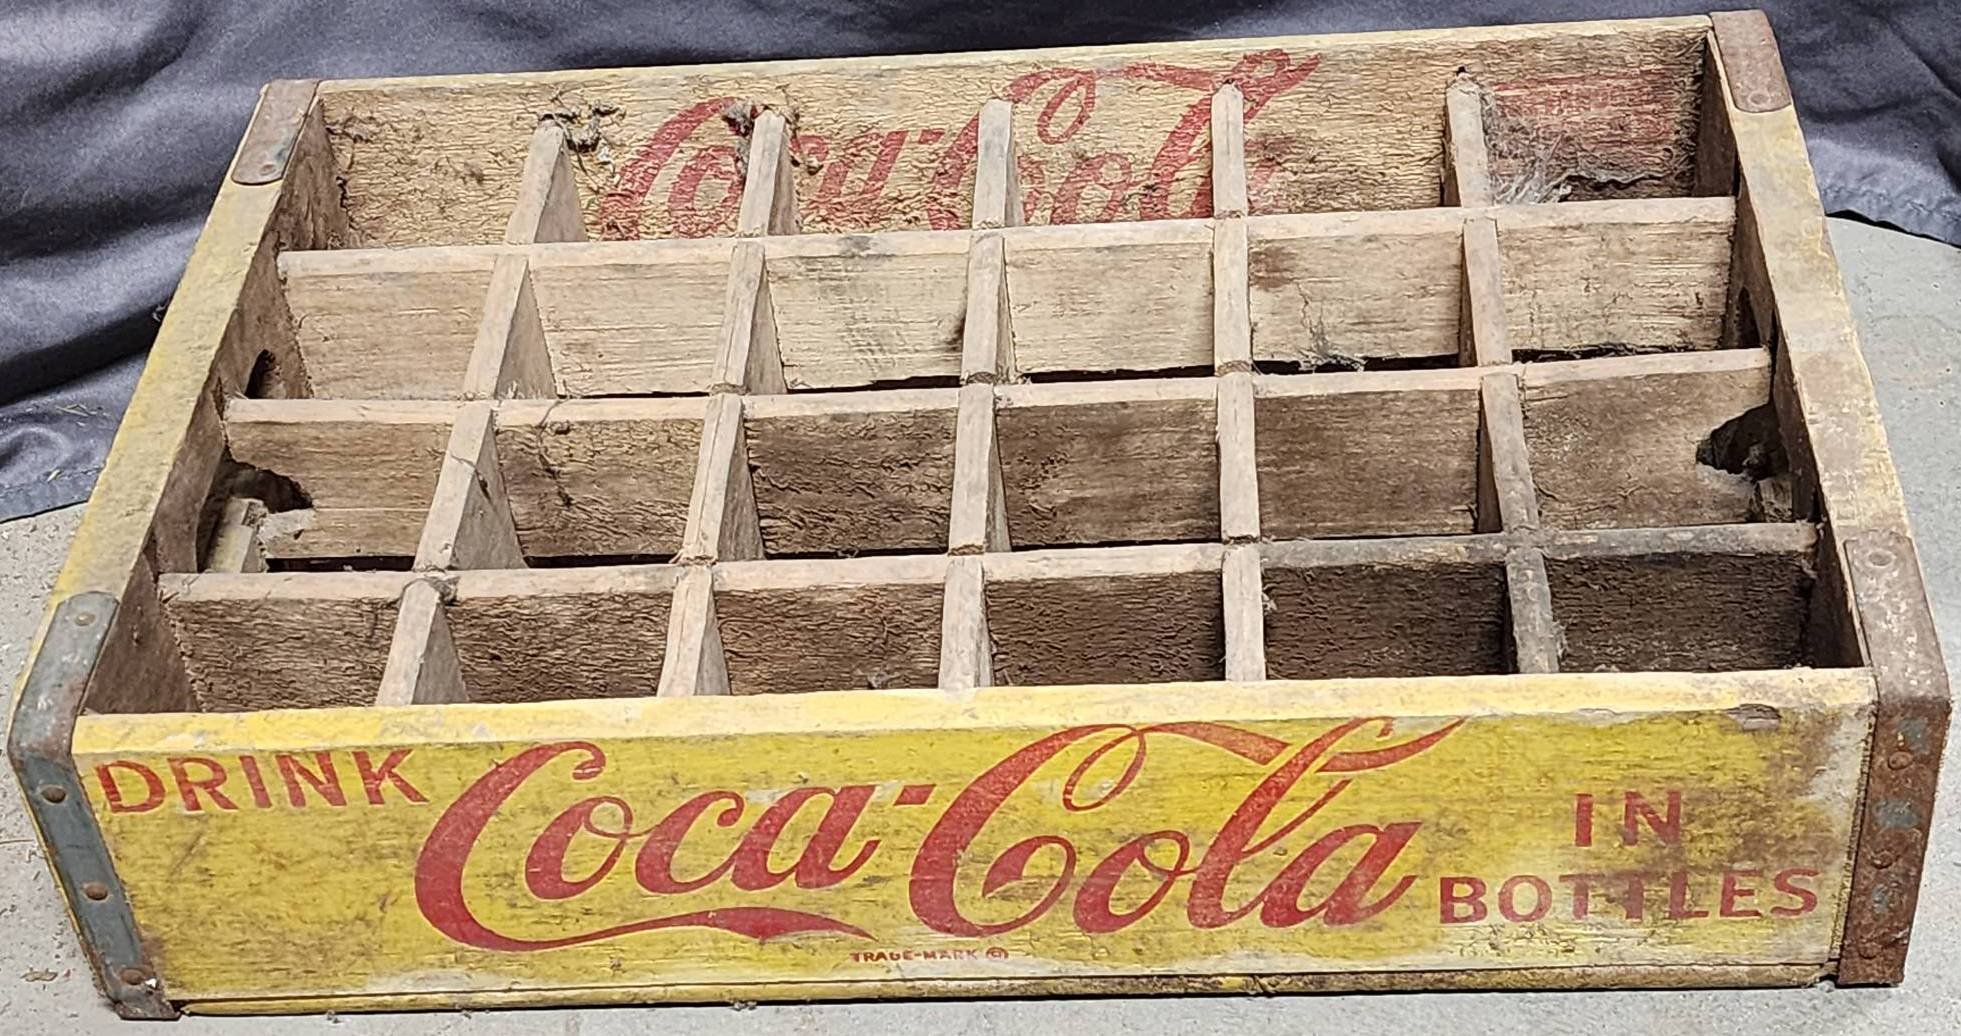 Coca-Cola
DRINK Coca-Cola IN
BOTTLES
TRADE-MARK ®